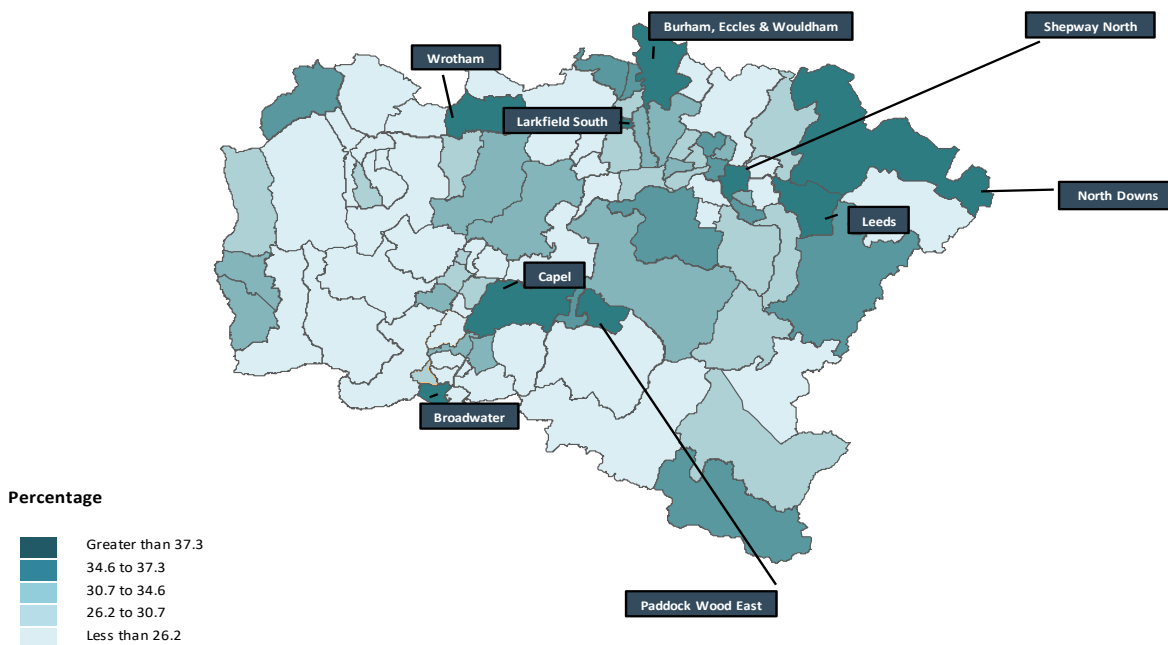 Burham, Eccles & Wouldham
Shepway North
Wrotham
Larkfield South
North Downs
Leeds
Capel
Broadwater
Paddock Wood East
Percentage
Greater than 37.3
34.6 to 37.3
30.7 to 34.6
26.2 to 30.7
Less than 26.2